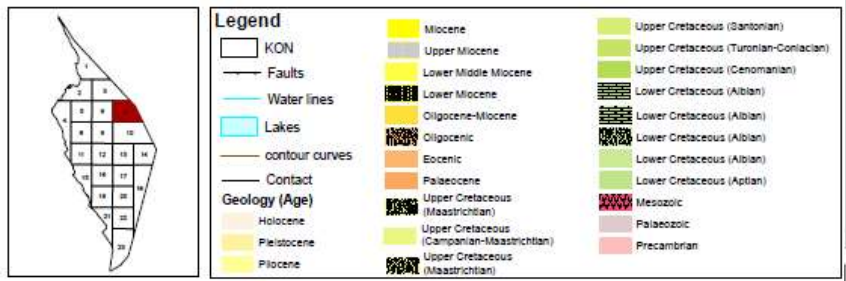 1
2
3
4
5
6
10
8
9
11
12
13
14
15
16
17
18
19
20
21
22
23
Legend
KON
Faults
Water lines
Lakes
contour curves
Contact
Geology (Age)
Holocene
Pleistocene
Pliocene
Miocene
Upper Miocene
Lower Middle Miocene
Lower Miocene
Oligocene-Miocene
Oligocenic
Eocenic
Palaeocene
Upper Cretaceous
(Maastrichtian)
Upper Cretaceous
(Campanian-Maastrichtian)
Upper Cretaceous
(Maastrichtian)
Upper Cretaceous (Santonian)
Upper Cretaceous (Turonian-Coniacian)
Upper Cretaceous (Cenomanian)
Lower Cretaceous (Albian)
Lower Cretaceous (Albian)
Lower Cretaceous (Albian)
Lower Cretaceous (Albian)
Lower Cretaceous (Aptian)
Mesozoic
Palaeozoic
Precambrian